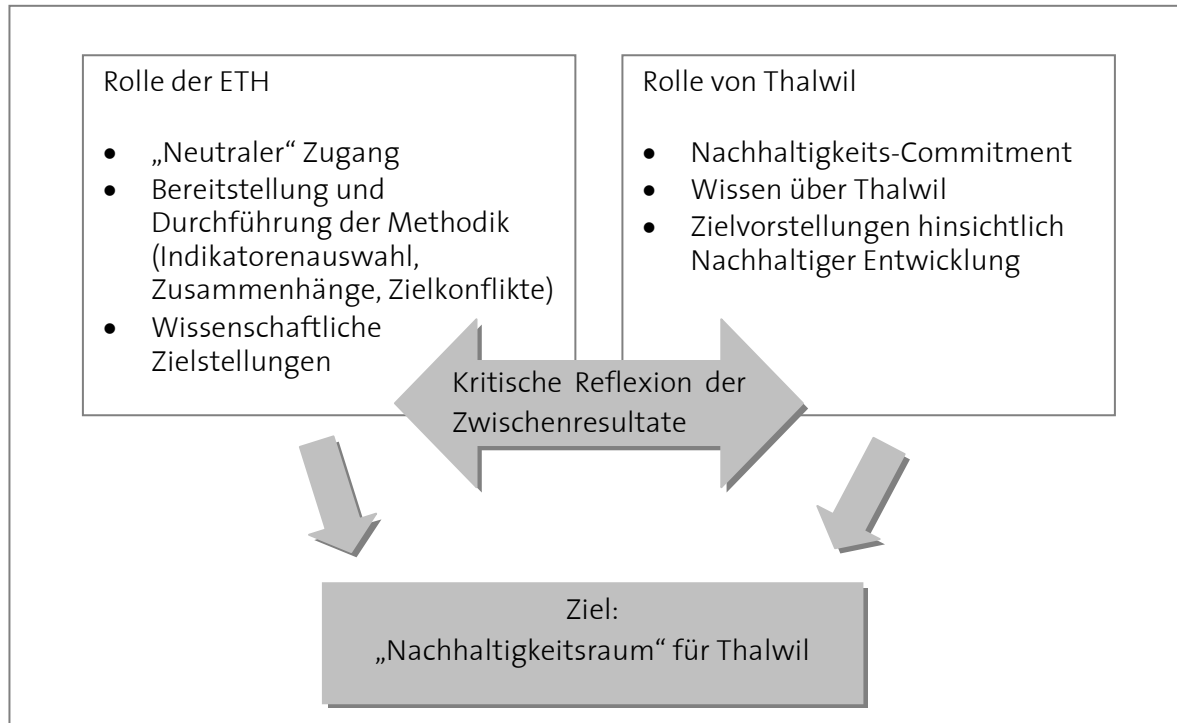 Rolle der ETH
• „Neutraler“ Zugang
• Bereitstellung und
Durchführung der Methodik
(Indikatorenauswahl,
Zusammenhänge, Zielkonflikte)
• Wissenschaftliche
Zielstellungen
Rolle von Thalwil
• Nachhaltigkeits-Commitment
• Wissen über Thalwil
• Zielvorstellungen hinsichtlich
Nachhaltiger Entwicklung
Kritische Reflexion der
Zwischenresultate
Ziel:
„Nachhaltigkeitsraum“ für Thalwil